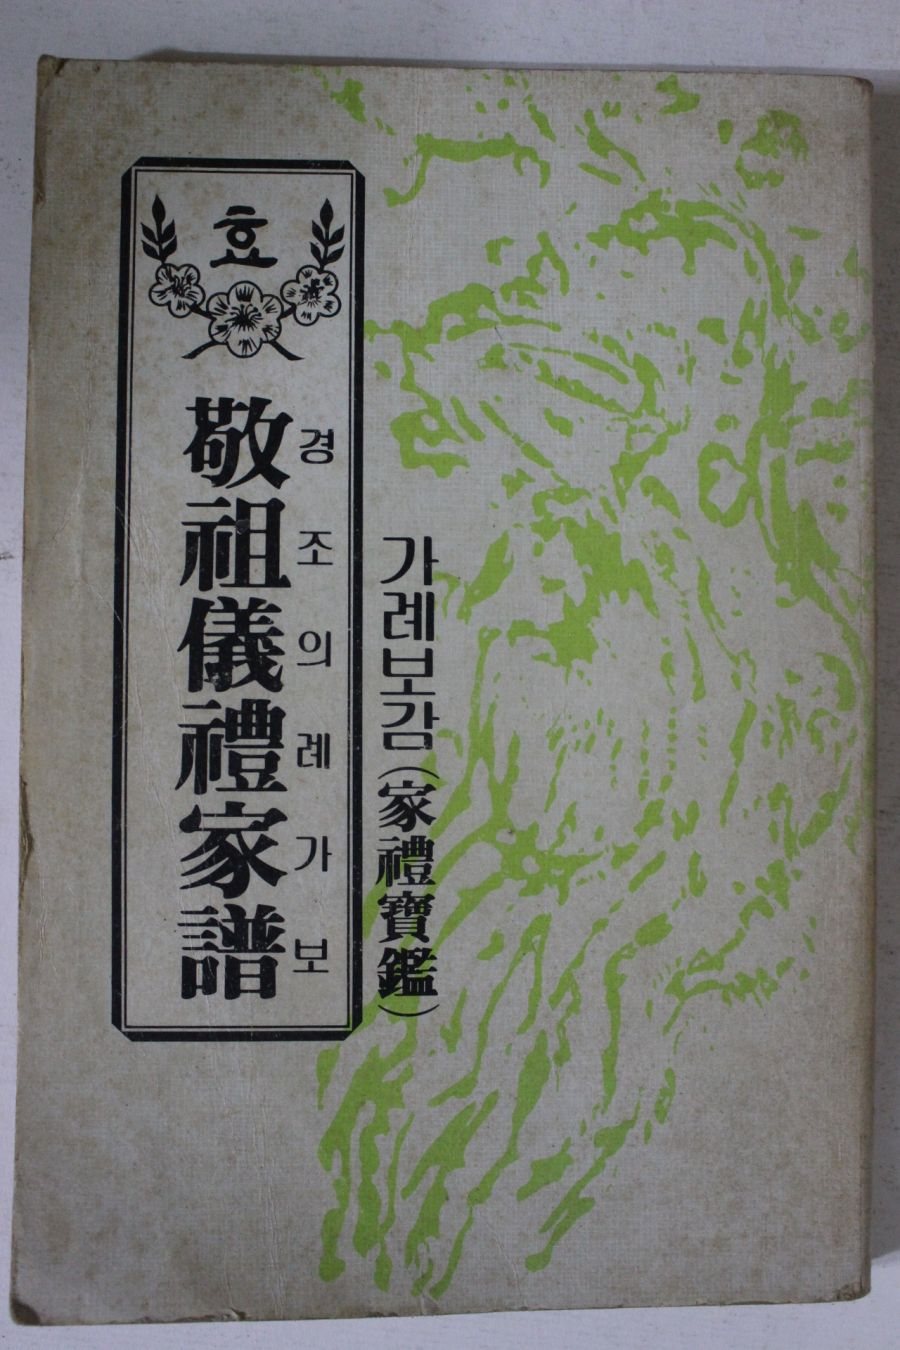 효
敬祖儀禮家譜
경조의례가보
가례보감(家禮寶鑑)